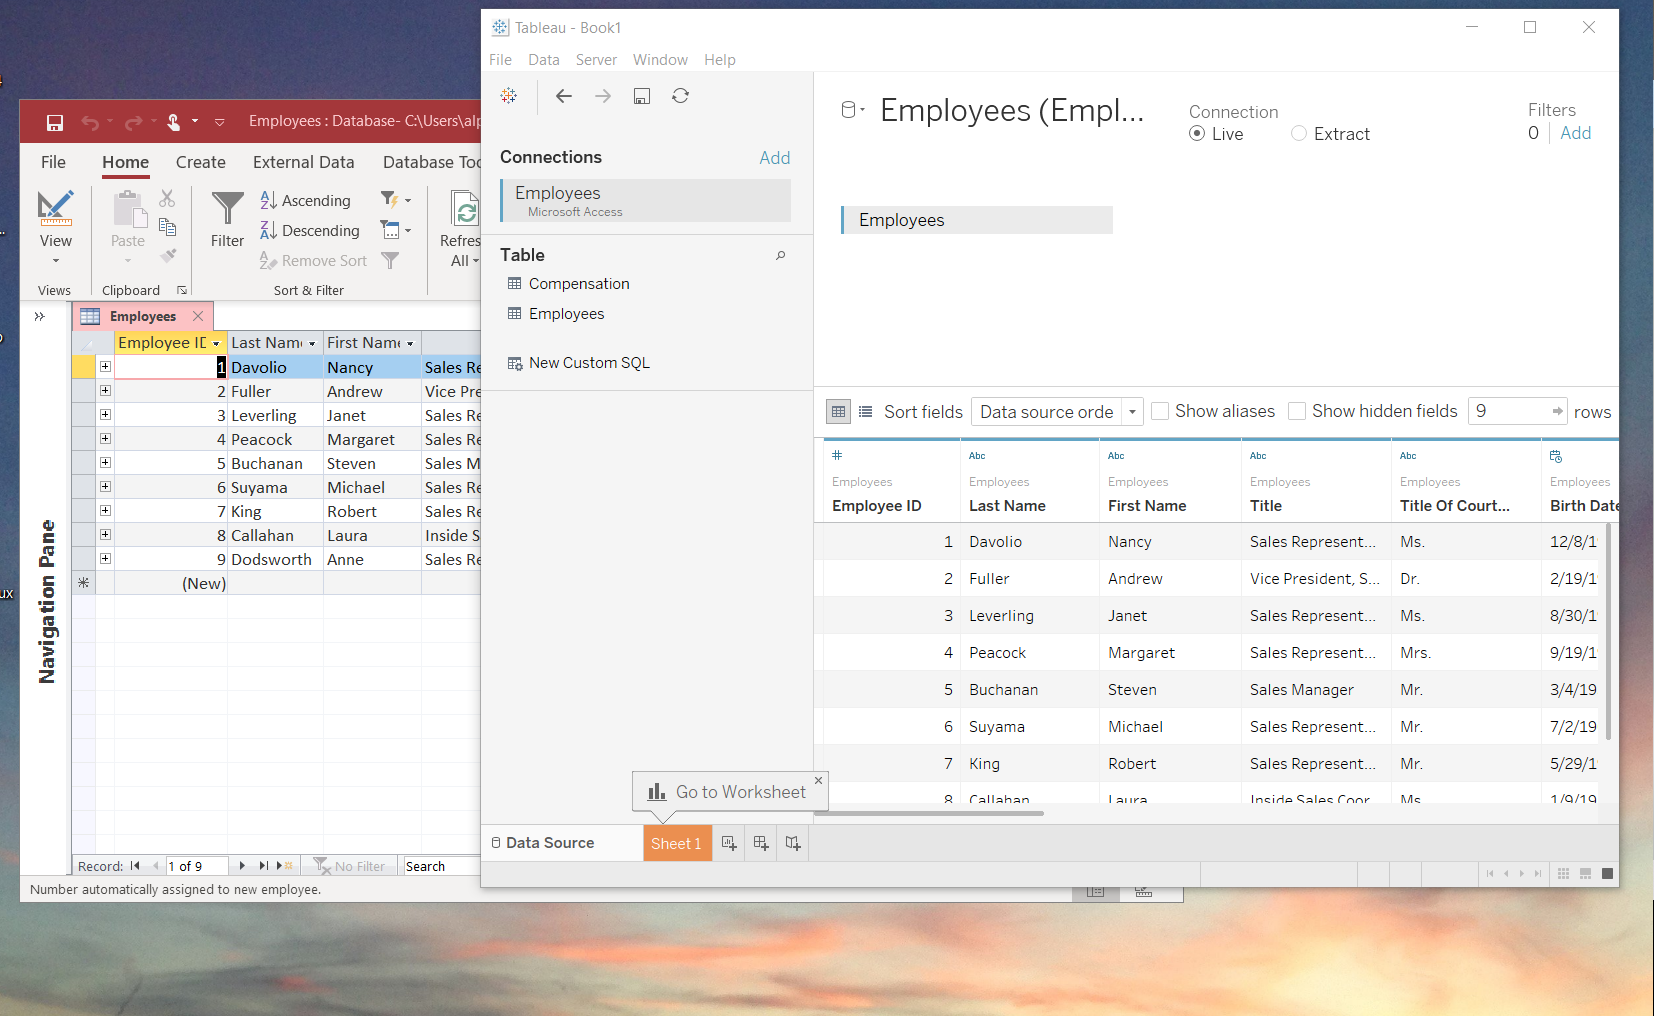 Employees : Database- C:\Users\alp
File Home Create External Data Database Too
View
Paste
Filter
Ascending
Descending
Remove Sort
Refres
All
Views Clipboard Sort & Filter
Navigation Pane
Employees
Employee ID Last Name First Name
1 Davolio Nancy Sales Re
2 Fuller Andrew Vice Pre
3 Leverling Janet Sales Re
4 Peacock Margaret Sales Re
5 Buchanan Steven Sales M
6 Suyama Michael Sales Re
7 King Robert Sales Re
8 Callahan Laura Inside S
9 Dodsworth Anne Sales Re
(New)
Record: 1 of 9 No Filter Search
Number automatically assigned to new employee.
ux
Tableau - Book1
File Data Server Window Help
Connections Add
Employees
Microsoft Access
Table
Compensation
Employees
New Custom SQL
Employees (Empl...
Connection
Live Extract
Filters
0 Add
Employees
Sort fields Data source orde Show aliases Show hidden fields 9 rows
# Abc Abc Abc Abc
Employees Employees Employees Employees Employees Employees
Employee ID Last Name First Name Title Title Of Court... Birth Date
1 Davolio Nancy Sales Represent... Ms. 12/8/1
2 Fuller Andrew Vice President, S... Dr. 2/19/1
3 Leverling Janet Sales Represent... Ms. 8/30/1
4 Peacock Margaret Sales Represent... Mrs. 9/19/1
5 Buchanan Steven Sales Manager Mr. 3/4/19
6 Suyama Michael Sales Represent... Mr. 7/2/19
7 King Robert Sales Represent... Mr. 5/29/1
8 Callahan Laura Inside Sales Coor Ms 1/9/19
Go to Worksheet
Data Source Sheet 1